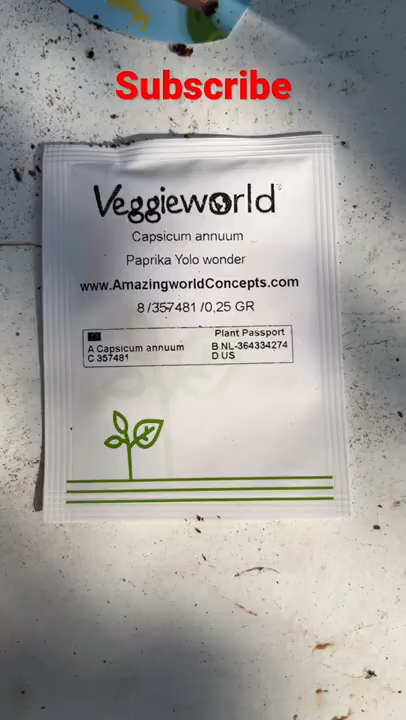 Subscribe
Veggieworld
Capsicum annuum
Paprika Yolo wonder
www.AmazingworldConcepts.com
8 /357481 /0,25 GR
Plant Passport
A Capsicum annuum B NL-364334274
C 357481 D US